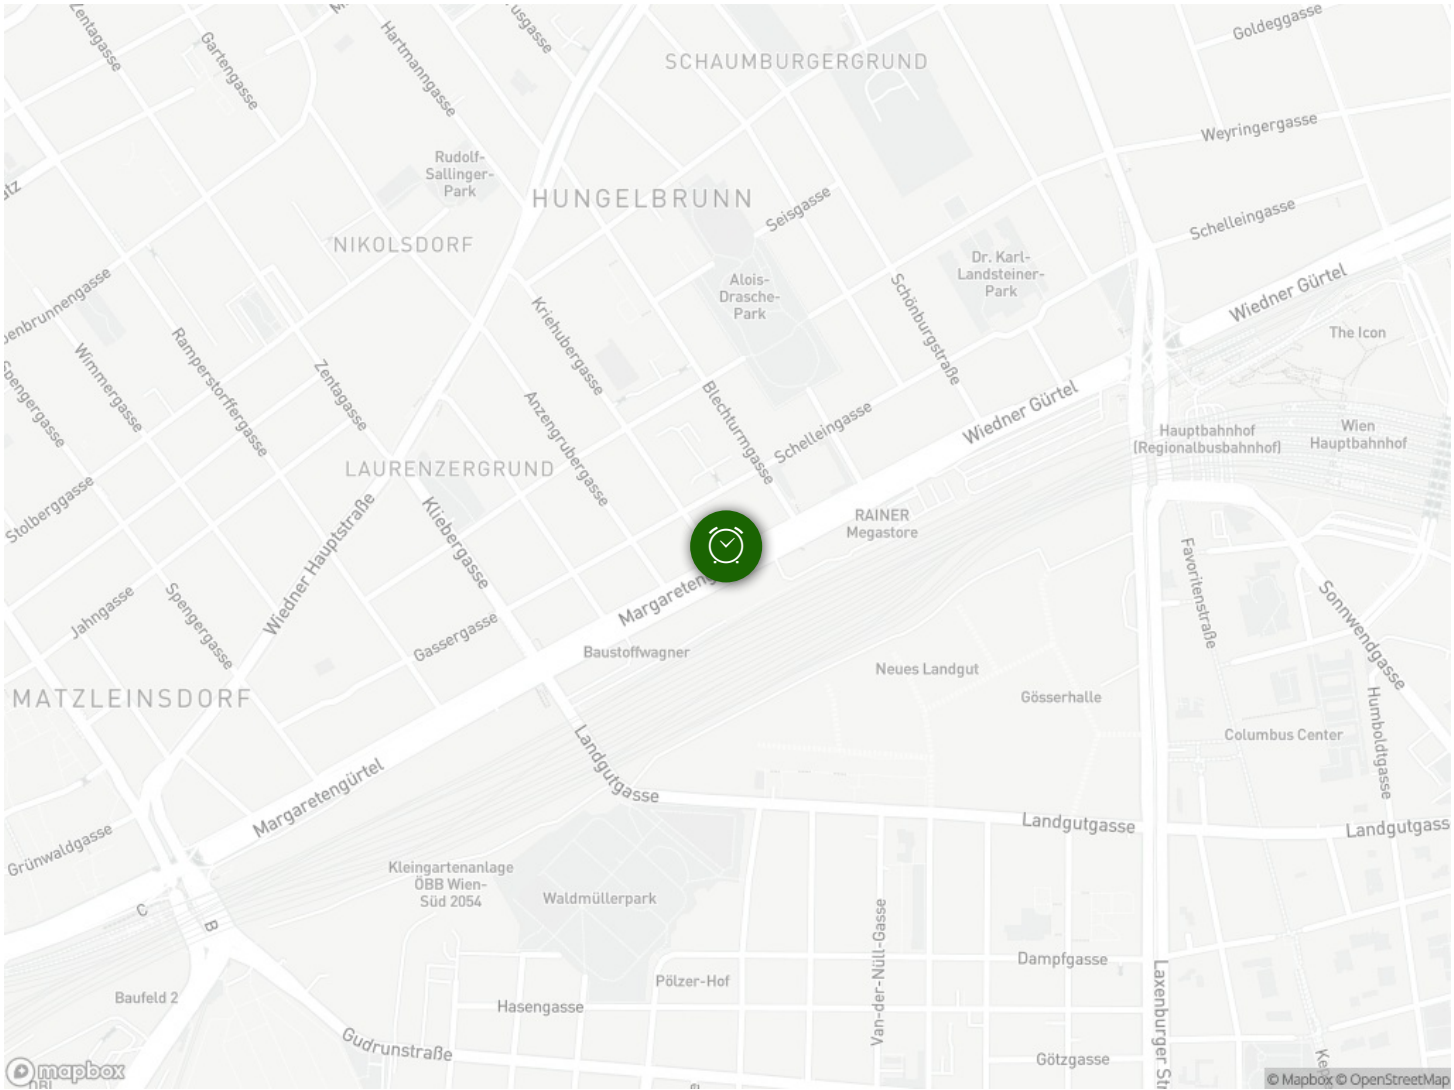 Zentagasse
Gartengasse
Hartmanngasse
SCHAUMBURGERGRUND
Goldeggasse
Weyringergasse
Rudolf-
Sallinger-
Park
HUNGELBRUNN
Seisgasse
Schelleingasse
NIKOLSDORF
Alois-
Drasche-
Park
Dr. Karl-
Landsteiner-
Park
Schönburgstraße
Wiedner Gürtel
The Icon
Kriehubergasse
Wimmergasse
Ramperstorffergasse
Zentagasse
Spengergasse
Anzengrubergasse
Blechturmgasse
Schelleingasse
Wiedner Gürtel
Hauptbahnhof
(Regionalbusbahnhof)
Wien
Hauptbahnhof
LAURENZERGRUND
Stolberggasse
Wiedner Hauptstraße
Kliebergasse
RAINER
Megastore
Favoritenstraße
Sonnwendgasse
Jahngasse
Spengergasse
Gassergasse
Baustoffwagner
Neues Landgut
Gösserhalle
MATZLEINSDORF
Columbus Center
Humboldtgasse
Landgutgasse
Margaretengürtel
Landgutgasse
Grünwaldgasse
Kleingartenanlage
ÖBB Wien-
Süd 2054
Waldmüllerpark
C
B
Van-der-Nüll-Gasse
Dampfgasse
Pölzer-Hof
Baufeld 2
Hasengasse
Gudrunstraße
Götzgasse
mapbox
© Mapbox © OpenStreetMap